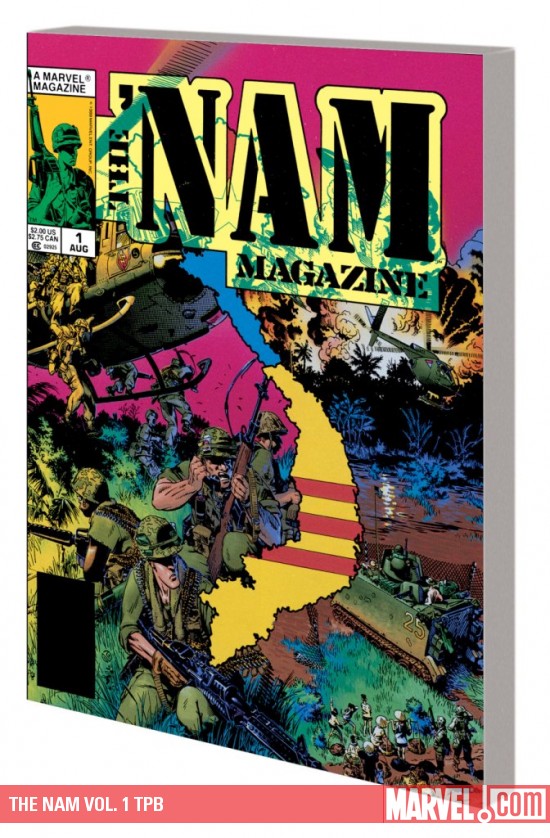 A MARVEL®
MAGAZINE
THE 'NAM
MAGAZINE
$2.00 US
$2.75 CAN
02925
1
AUG
25
THE NAM VOL. 1 TPB
MARVEL.com